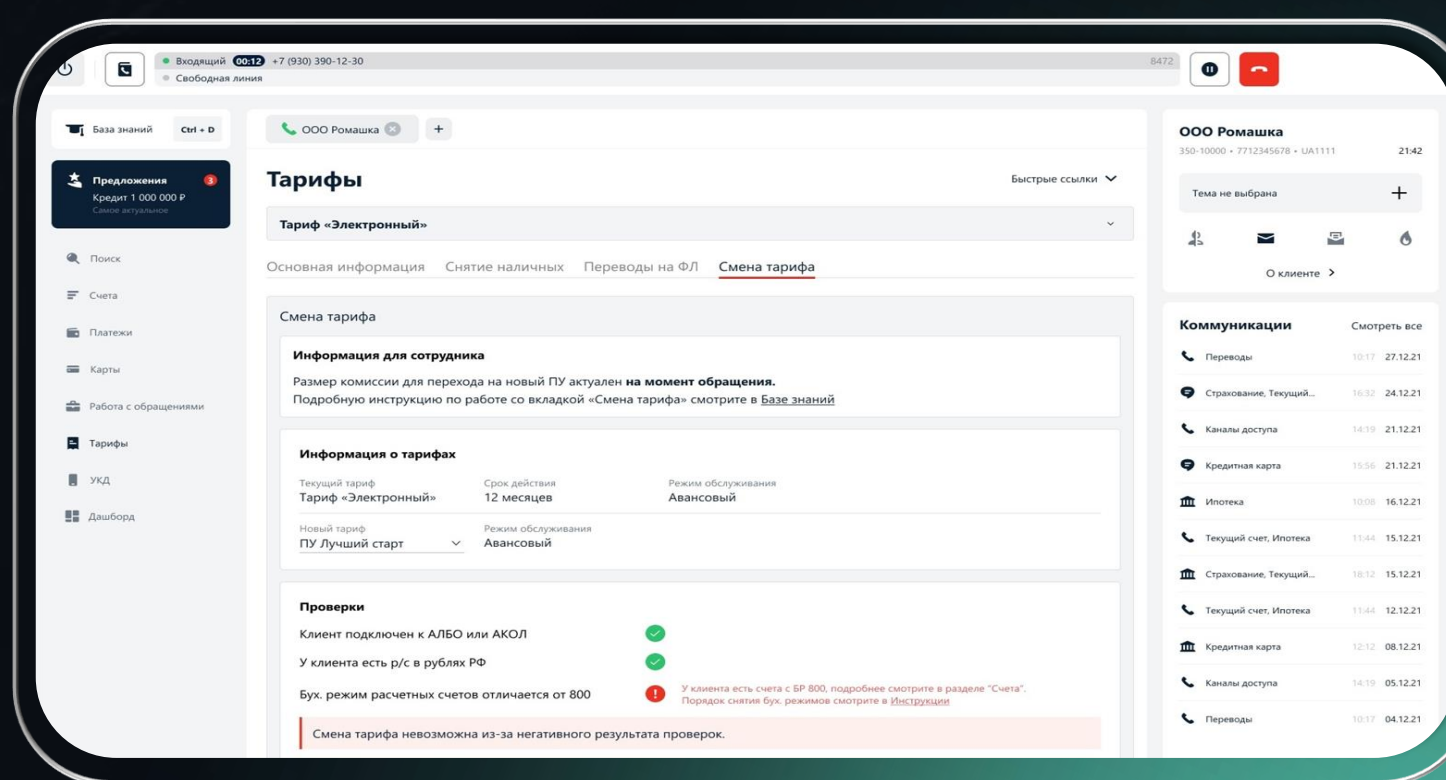 Входящий 00:12 +7 (930) 390-12-30 8472
Свободная линия
База знаний Ctrl + D
Предложения 3
Кредит 1 000 000 ₽
Самое актуальное
Поиск
Счета
Платежи
Карты
Работа с обращениями
Тарифы
УКД
Дашборд
ООО Ромашка +
Тарифы
Быстрые ссылки
Тариф «Электронный»
Основная информация Снятие наличных Переводы на ФЛ Смена тарифа
Смена тарифа
Информация для сотрудника
Размер комиссии для перехода на новый ПУ актуален на момент обращения.
Подробную инструкцию по работе со вкладкой «Смена тарифа» смотрите в Базе знаний
Информация о тарифах
Текущий тариф Срок действия Режим обслуживания
Тариф «Электронный» 12 месяцев Авансовый
Новый тариф Режим обслуживания
ПУ Лучший старт Авансовый
Проверки
Клиент подключен к АЛБО или АКОЛ
У клиента есть р/с в рублях РФ
Бух. режим расчетных счетов отличается от 800
У клиента есть счета с БР 800, подробнее смотрите в разделе "Счета".
Порядок снятия бух. режимов смотрите в Инструкции
Смена тарифа невозможна из-за негативного результата проверок.
ООО Ромашка
350-10000 • 7712345678 • UA1111 21:42
Тема не выбрана
О клиенте
Коммуникации Смотреть все
Переводы 10:17 27.12.21
Страхование, Текущий... 16:32 24.12.21
Каналы доступа 14:19 21.12.21
Кредитная карта 15:56 21.12.21
Ипотека 10:08 16.12.21
Текущий счет, Ипотека 11:44 15.12.21
Страхование, Текущий... 18:12 15.12.21
Текущий счет, Ипотека 11:44 12.12.21
Кредитная карта 12:12 08.12.21
Каналы доступа 14:19 05.12.21
Переводы 10:17 04.12.21